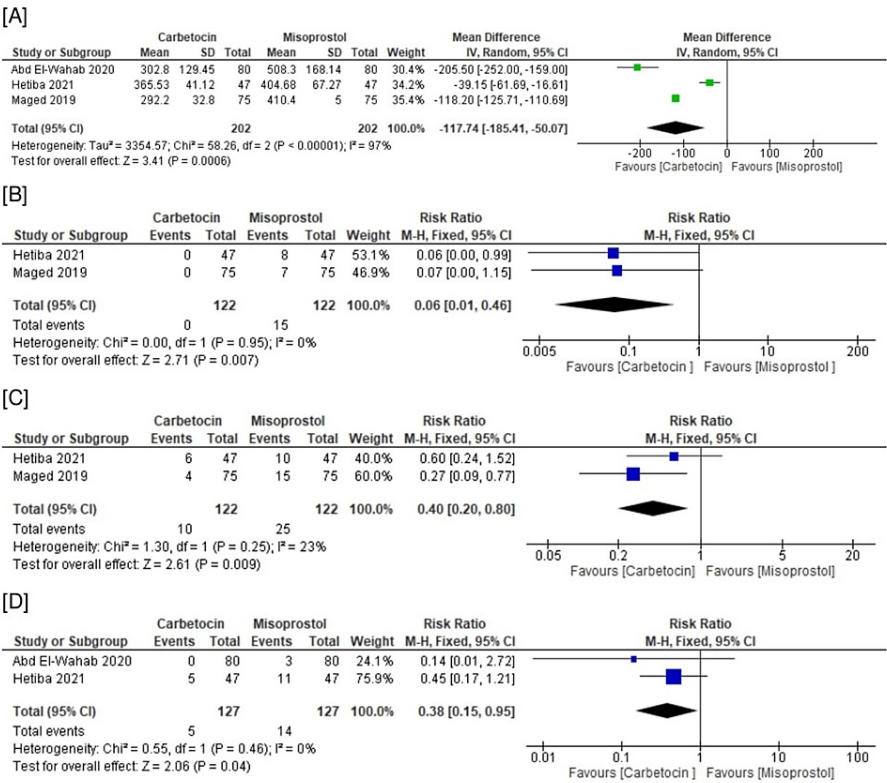 [A]
Carbetocin Misoprostol Mean Difference Mean Difference
Study or Subgroup Mean SD Total Mean SD Total Weight IV, Random, 95% CI IV, Random, 95% CI
Abd El-Wahab 2020 302.8 129.45 80 508.3 168.14 80 30.4% -205.50 [-252.00, -159.00]
Hetiba 2021 365.53 41.12 47 404.68 67.27 47 34.2% -39.15 [-61.69, -16.61]
Maged 2019 292.2 32.8 75 410.4 5 75 35.4% -118.20 [-125.71, -110.69]
Total (95% CI) 202 202 100.0% -117.74 [-185.41, -50.07]
Heterogeneity: Tau² = 3354.57; Chi² = 58.26, df = 2 (P < 0.00001); I² = 97%
Test for overall effect: Z = 3.41 (P = 0.0006)
-200 -100 0 100 200
Favours [Carbetocin] Favours [Misoprostol]
[B]
Carbetocin Misoprostol Risk Ratio Risk Ratio
Study or Subgroup Events Total Events Total Weight M-H, Fixed, 95% CI M-H, Fixed, 95% CI
Hetiba 2021 0 47 8 47 53.1% 0.06 [0.00, 0.99]
Maged 2019 0 75 7 75 46.9% 0.07 [0.00, 1.15]
Total (95% CI) 122 122 100.0% 0.06 [0.01, 0.46]
Total events 0 15
Heterogeneity: Chi² = 0.00, df = 1 (P = 0.95); I² = 0%
Test for overall effect: Z = 2.71 (P = 0.007)
0.005 0.1 1 10 200
Favours [Carbetocin ] Favours [Misoprostol ]
[C]
Carbetocin Misoprostol Risk Ratio Risk Ratio
Study or Subgroup Events Total Events Total Weight M-H, Fixed, 95% CI M-H, Fixed, 95% CI
Hetiba 2021 6 47 10 47 40.0% 0.60 [0.24, 1.52]
Maged 2019 4 75 15 75 60.0% 0.27 [0.09, 0.77]
Total (95% CI) 122 122 100.0% 0.40 [0.20, 0.80]
Total events 10 25
Heterogeneity: Chi² = 1.30, df = 1 (P = 0.25); I² = 23%
Test for overall effect: Z = 2.61 (P = 0.009)
0.05 0.2 1 5 20
Favours [Carbetocin] Favours [Misoprostol]
[D]
Carbetocin Misoprostol Risk Ratio Risk Ratio
Study or Subgroup Events Total Events Total Weight M-H, Fixed, 95% CI M-H, Fixed, 95% CI
Abd El-Wahab 2020 0 80 3 80 24.1% 0.14 [0.01, 2.72]
Hetiba 2021 5 47 11 47 75.9% 0.45 [0.17, 1.21]
Total (95% CI) 127 127 100.0% 0.38 [0.15, 0.95]
Total events 5 14
Heterogeneity: Chi² = 0.55, df = 1 (P = 0.46); I² = 0%
Test for overall effect: Z = 2.06 (P = 0.04)
0.01 0.1 1 10 100
Favours [Carbetocin] Favours [Misoprostol]